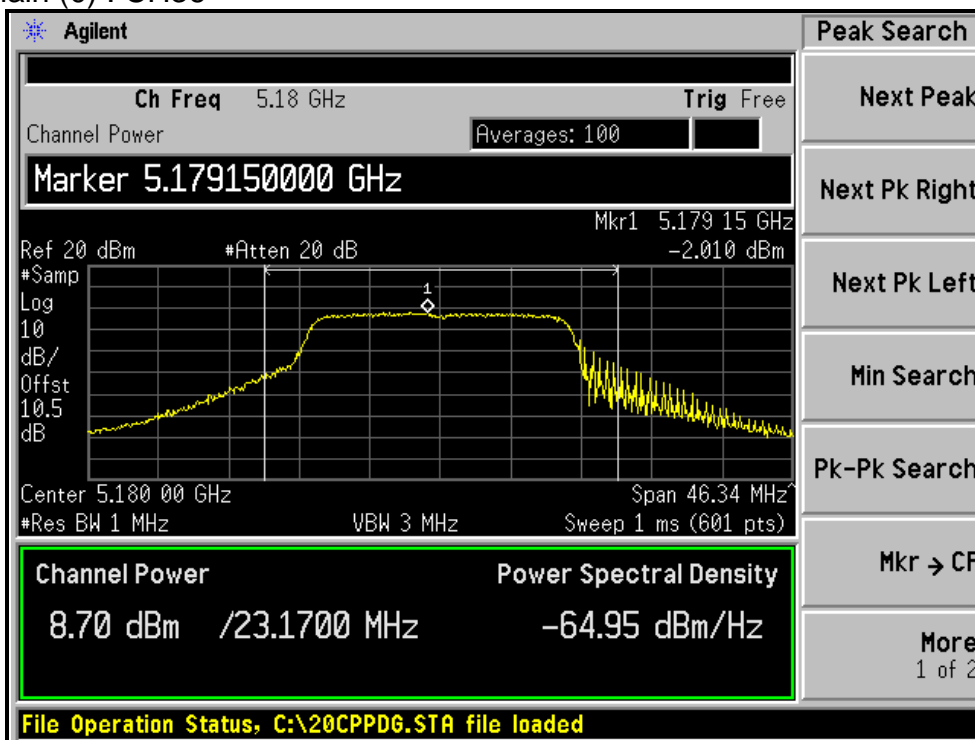 Agilent
Peak Search
Ch Freq 5.18 GHz Trig Free
Channel Power Averages: 100
Marker 5.179150000 GHz
Mkr1 5.179 15 GHz
Ref 20 dBm #Atten 20 dB -2.010 dBm
#Samp
Log
10
dB/
Offst
10.5
dB
1
Center 5.180 00 GHz Span 46.34 MHz^
#Res BW 1 MHz VBW 3 MHz Sweep 1 ms (601 pts)
Channel Power Power Spectral Density
8.70 dBm /23.1700 MHz -64.95 dBm/Hz
File Operation Status, C:\20CPPDG.STA file loaded
Next Peak
Next Pk Right
Next Pk Left
Min Search
Pk-Pk Search
Mkr → CF
More
1 of 2